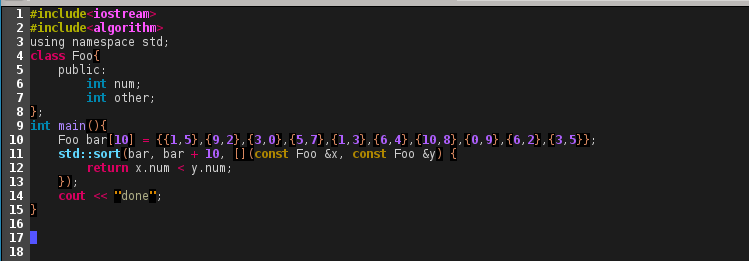 1 #include<iostream>
2 #include<algorithm>
3 using namespace std;
4 class Foo{
5     public:
6         int num;
7         int other;
8 };
9 int main(){
10     Foo bar[10] = {{1,5},{9,2},{3,0},{5,7},{1,3},{6,4},{10,8},{0,9},{6,2},{3,5}};
11     std::sort(bar, bar + 10, [](const Foo &x, const Foo &y) {
12         return x.num < y.num;
13     });
14     cout << "done";
15 }
16
17
18